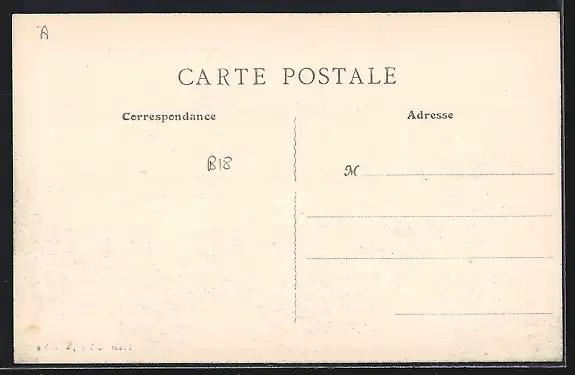 A
CARTE POSTALE
Correspondance
Adresse
B18
M